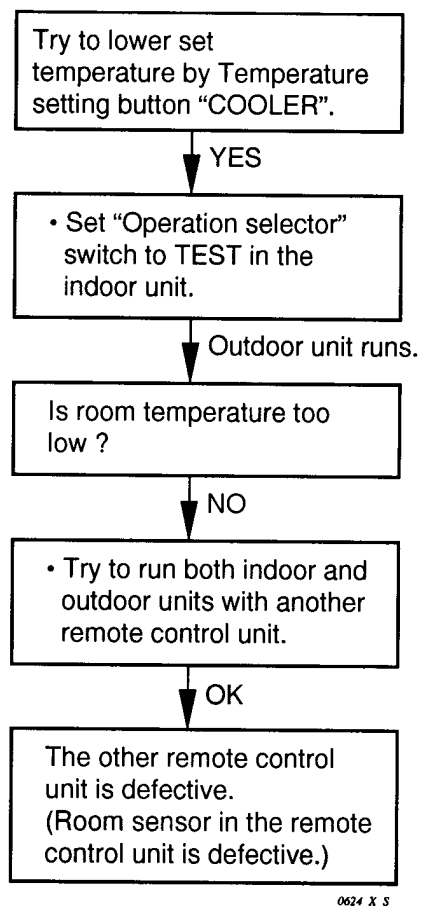 Try to lower set
temperature by Temperature
setting button “COOLER”.
YES
• Set “Operation selector”
switch to TEST in the
indoor unit.
Outdoor unit runs.
Is room temperature too
low ?
NO
• Try to run both indoor and
outdoor units with another
remote control unit.
OK
The other remote control
unit is defective.
(Room sensor in the remote
control unit is defective.)
0624 X S